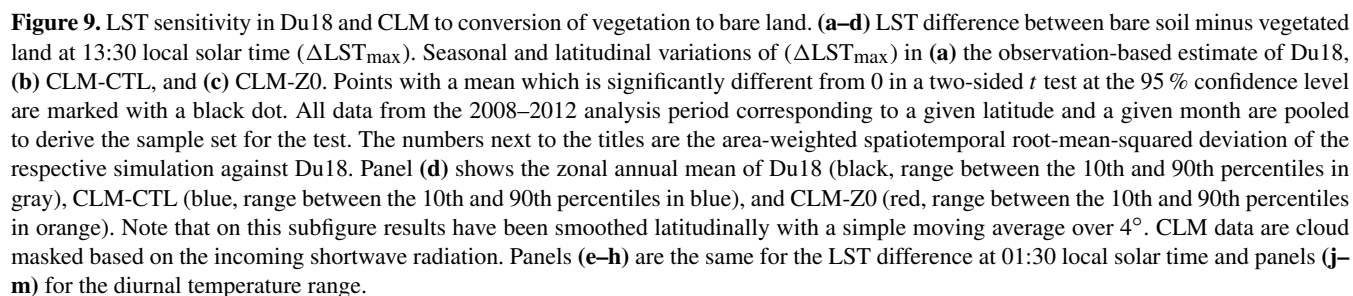 Figure 9. LST sensitivity in Du18 and CLM to conversion of vegetation to bare land. (a–d) LST difference between bare soil minus vegetated
land at 13:30 local solar time (ΔLSTmax). Seasonal and latitudinal variations of (ΔLSTmax) in (a) the observation-based estimate of Du18,
(b) CLM-CTL, and (c) CLM-Z0. Points with a mean which is significantly different from 0 in a two-sided t test at the 95 % confidence level
are marked with a black dot. All data from the 2008–2012 analysis period corresponding to a given latitude and a given month are pooled
to derive the sample set for the test. The numbers next to the titles are the area-weighted spatiotemporal root-mean-squared deviation of the
respective simulation against Du18. Panel (d) shows the zonal annual mean of Du18 (black, range between the 10th and 90th percentiles in
gray), CLM-CTL (blue, range between the 10th and 90th percentiles in blue), and CLM-Z0 (red, range between the 10th and 90th percentiles
in orange). Note that on this subfigure results have been smoothed latitudinally with a simple moving average over 4°. CLM data are cloud
masked based on the incoming shortwave radiation. Panels (e–h) are the same for the LST difference at 01:30 local solar time and panels (j–
m) for the diurnal temperature range.